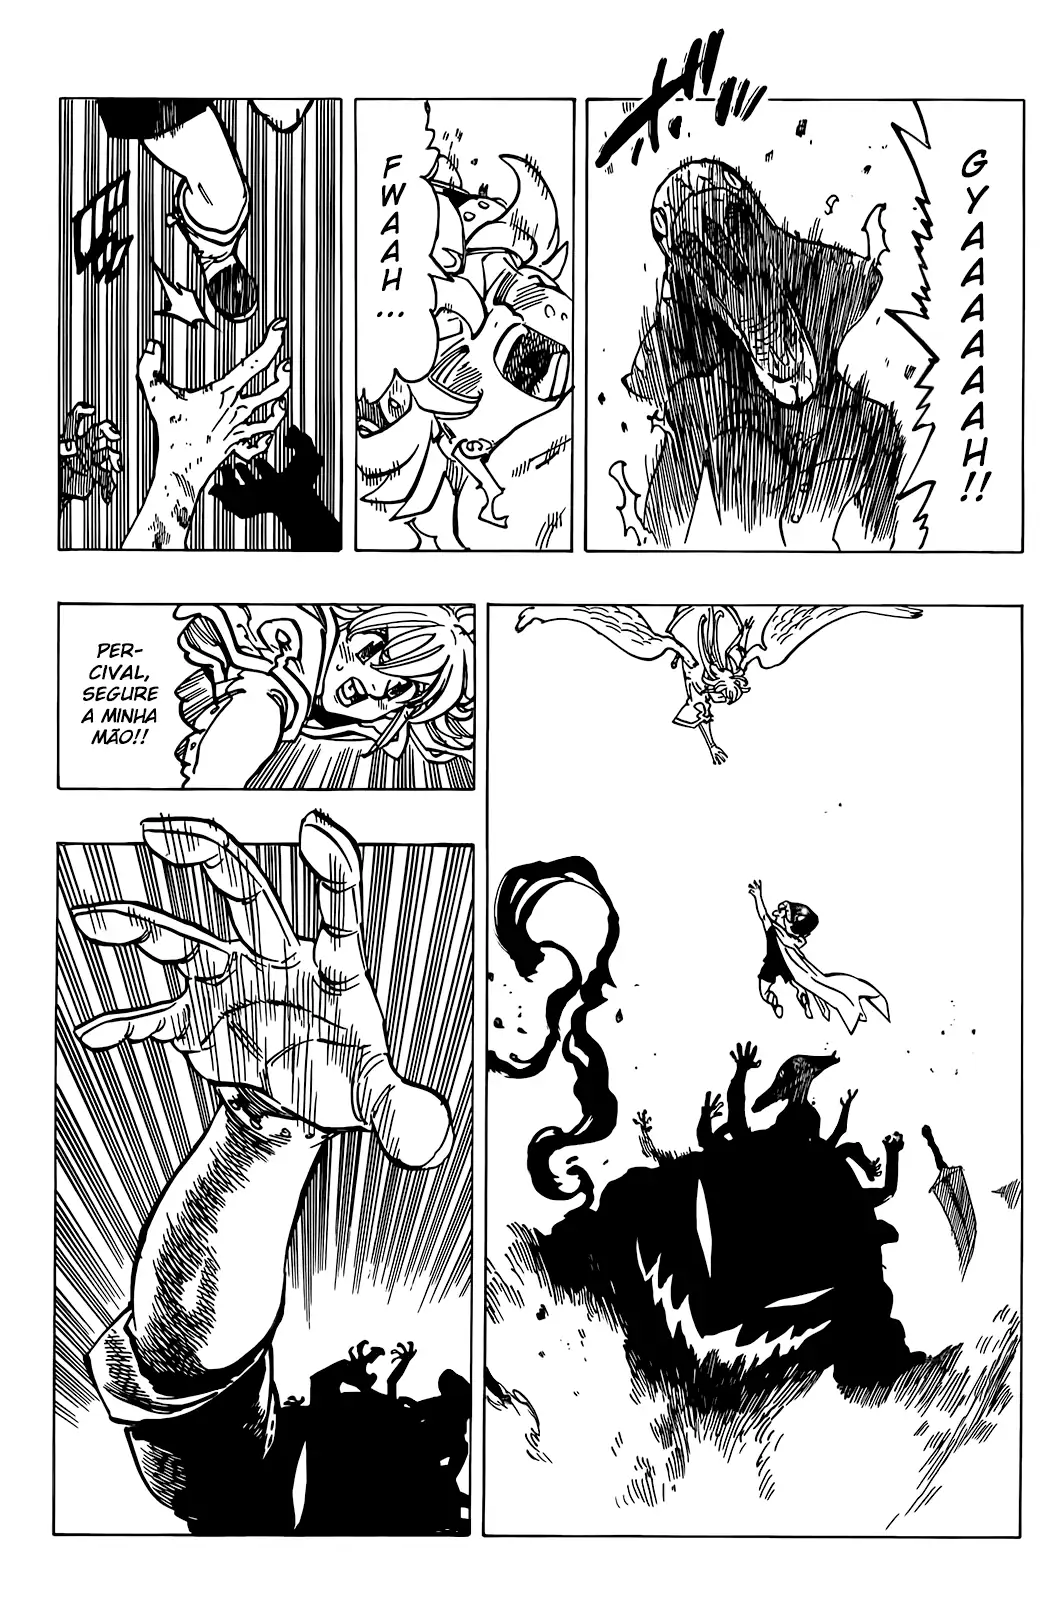 GYAAAAAAH!!
FWAAH...
PER-
CIVAL,
SEGURE
A MINHA
MÃO!!